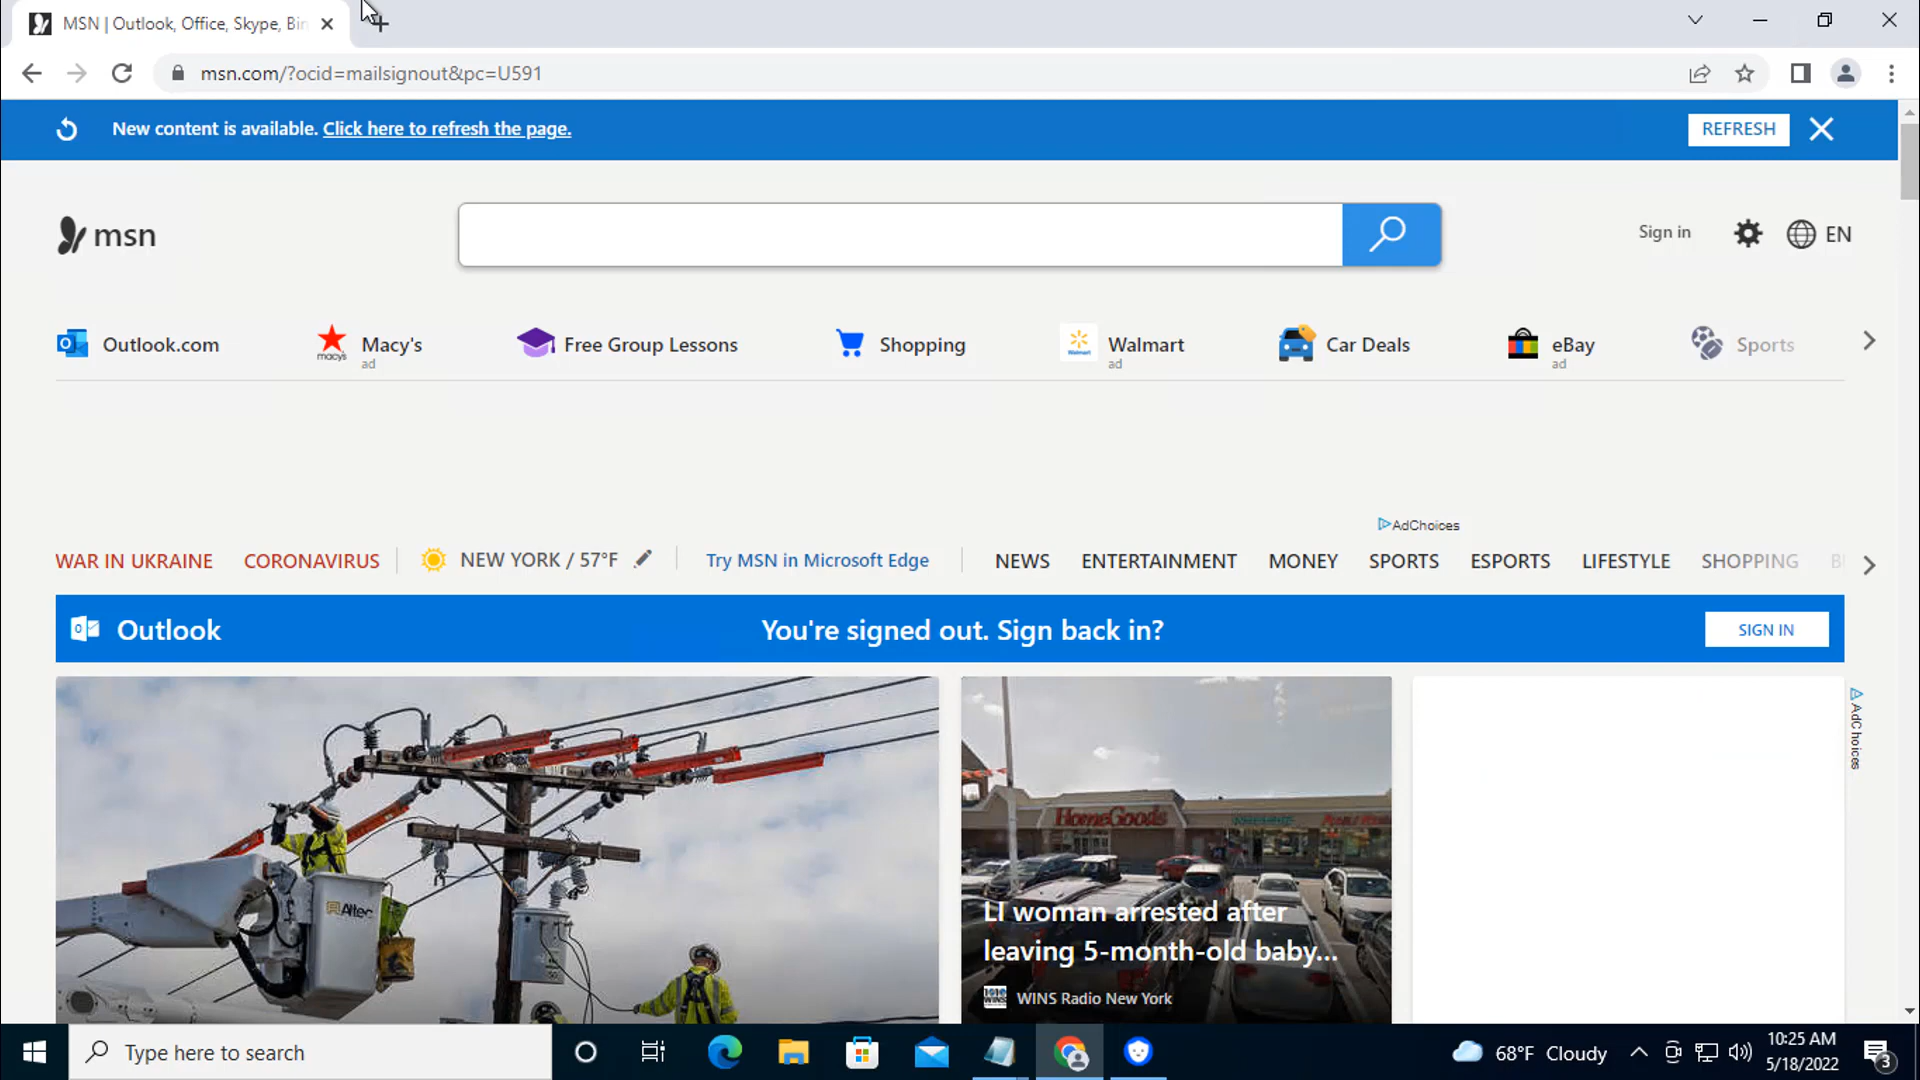 MSN | Outlook, Office, Skype, Bin
msn.com/?ocid=mailsignout&pc=U591
New content is available. Click here to refresh the page.
REFRESH
msn
Sign in
EN
Outlook.com
Macy's
ad
Free Group Lessons
Shopping
Walmart
ad
Car Deals
eBay
ad
Sports
AdChoices
WAR IN UKRAINE
CORONAVIRUS
NEW YORK / 57°F
Try MSN in Microsoft Edge
NEWS
ENTERTAINMENT
MONEY
SPORTS
ESPORTS
LIFESTYLE
SHOPPING
Outlook
You're signed out. Sign back in?
SIGN IN
AdChoices
HomeGoods
Altec
LI woman arrested after
leaving 5-month-old baby...
WINS Radio New York
Type here to search
68°F Cloudy
10:25 AM
5/18/2022
3